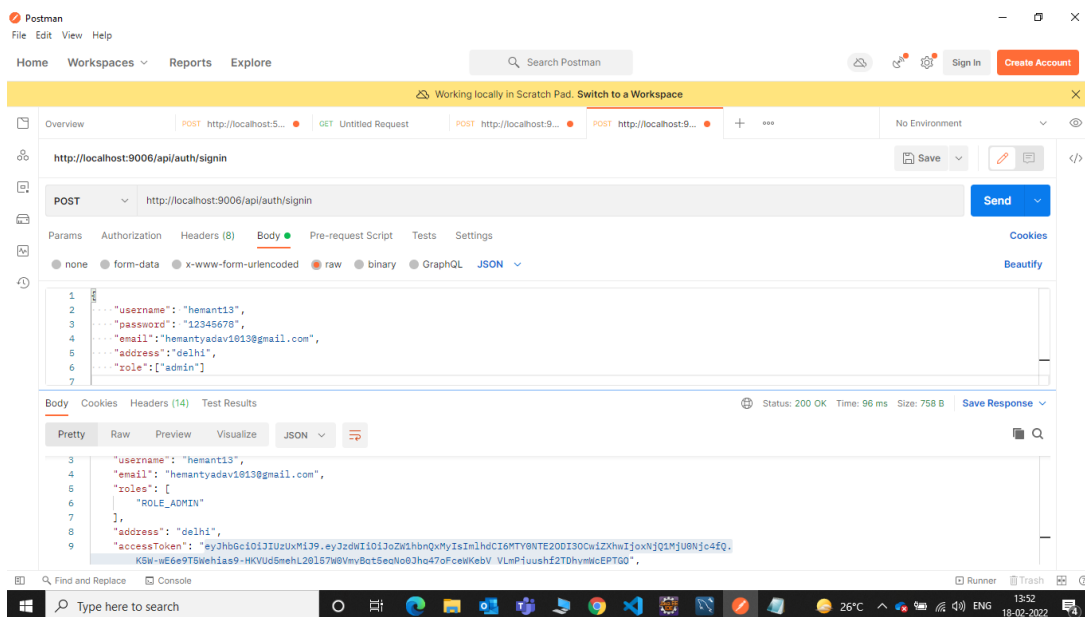 Postman
File Edit View Help
Home Workspaces Reports Explore Search Postman Sign In Create Account
Working locally in Scratch Pad. Switch to a Workspace
Overview POST http://localhost:5... GET Untitled Request POST http://localhost:9... POST http://localhost:9... No Environment
http://localhost:9006/api/auth/signin Save
POST http://localhost:9006/api/auth/signin Send
Params Authorization Headers (8) Body Pre-request Script Tests Settings Cookies
none form-data x-www-form-urlencoded raw binary GraphQL JSON Beautify
1 {
2 "username": "hemant13",
3 "password": "12345678",
4 "email":"hemantyadav1013@gmail.com",
5 "address":"delhi",
6 "role":["admin"]
7
Body Cookies Headers (14) Test Results Status: 200 OK Time: 96 ms Size: 758 B Save Response
Pretty Raw Preview Visualize JSON
3 "username": "hemant13",
4 "email": "hemantyadav1013@gmail.com",
5 "roles": [
6 "ROLE_ADMIN"
7 ],
8 "address": "delhi",
9 "accessToken":
Find and Replace Console Runner Trash
Type here to search 26°C ENG 13:52
18-02-2022 4